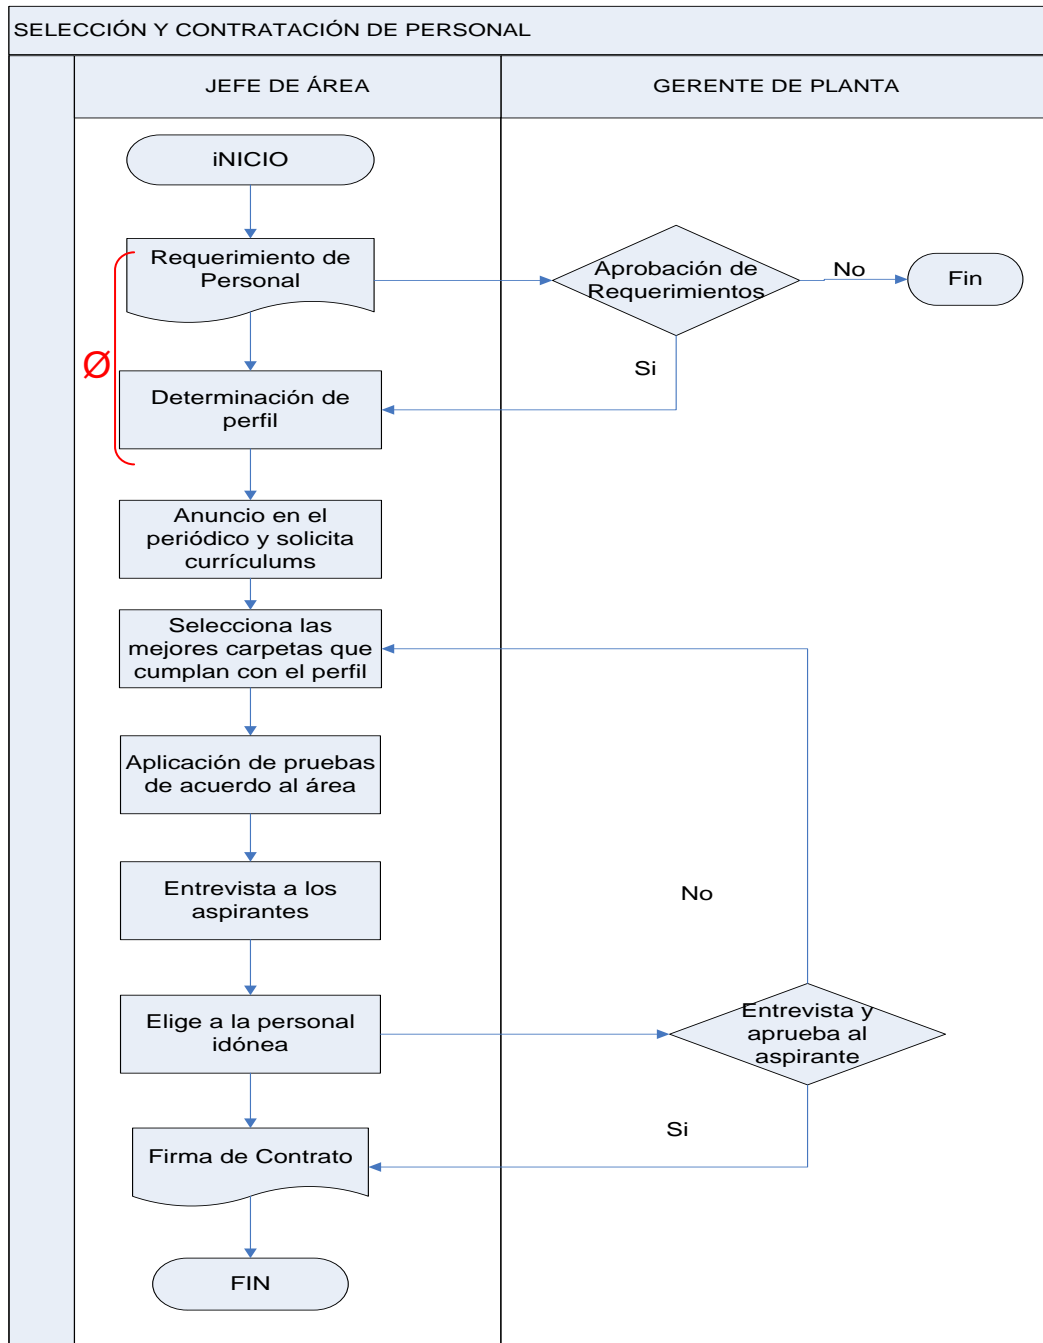 SELECCIÓN Y CONTRATACIÓN DE PERSONAL
JEFE DE ÁREA
GERENTE DE PLANTA
iNICIO
Requerimiento de
Personal
Aprobación de
Requerimientos
No
Fin
Si
Ø
Determinación de
perfil
Anuncio en el
periódico y solicita
currículums
Selecciona las
mejores carpetas que
cumplan con el perfil
Aplicación de pruebas
de acuerdo al área
Entrevista a los
aspirantes
No
Elige a la personal
idónea
Entrevista y
aprueba al
aspirante
Si
Firma de Contrato
FIN